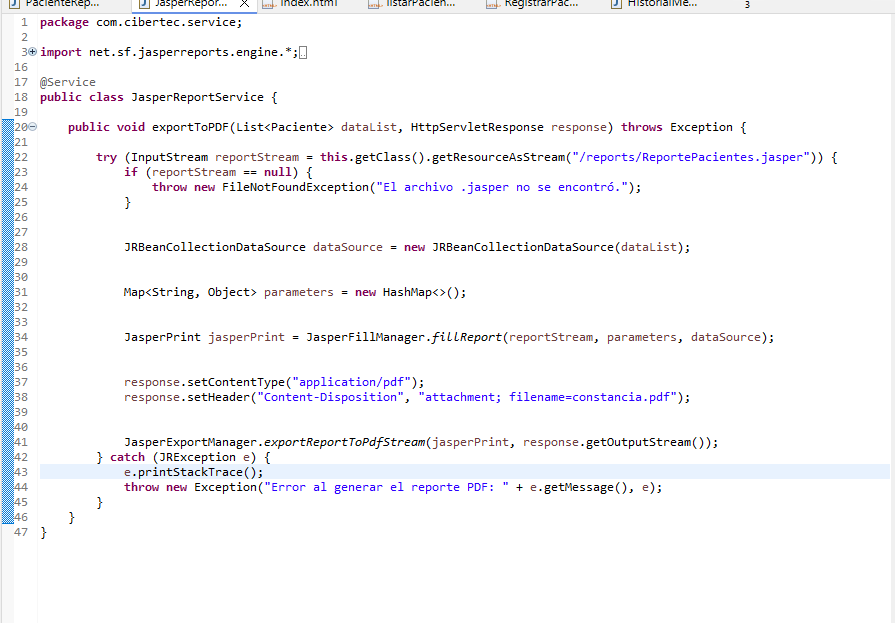 PacienteRep...
JasperRepor...
index.html
listarPacien...
RegistrarPac...
HistorialMe...
3
1 package com.cibertec.service;
2
3 import net.sf.jasperreports.engine.*;
16
17 @Service
18 public class JasperReportService {
19
20 public void exportToPDF(List<Paciente> dataList, HttpServletResponse response) throws Exception {
21
22 try (InputStream reportStream = this.getClass().getResourceAsStream("/reports/ReportePacientes.jasper")) {
23 if (reportStream == null) {
24 throw new FileNotFoundException("El archivo .jasper no se encontró.");
25 }
26
27
28 JRBeanCollectionDataSource dataSource = new JRBeanCollectionDataSource(dataList);
29
30
31 Map<String, Object> parameters = new HashMap<>();
32
33
34 JasperPrint jasperPrint = JasperFillManager.fillReport(reportStream, parameters, dataSource);
35
36
37 response.setContentType("application/pdf");
38 response.setHeader("Content-Disposition", "attachment; filename=constancia.pdf");
39
40
41 JasperExportManager.exportReportToPdfStream(jasperPrint, response.getOutputStream());
42 } catch (JRException e) {
43 e.printStackTrace();
44 throw new Exception("Error al generar el reporte PDF: " + e.getMessage(), e);
45 }
46 }
47 }